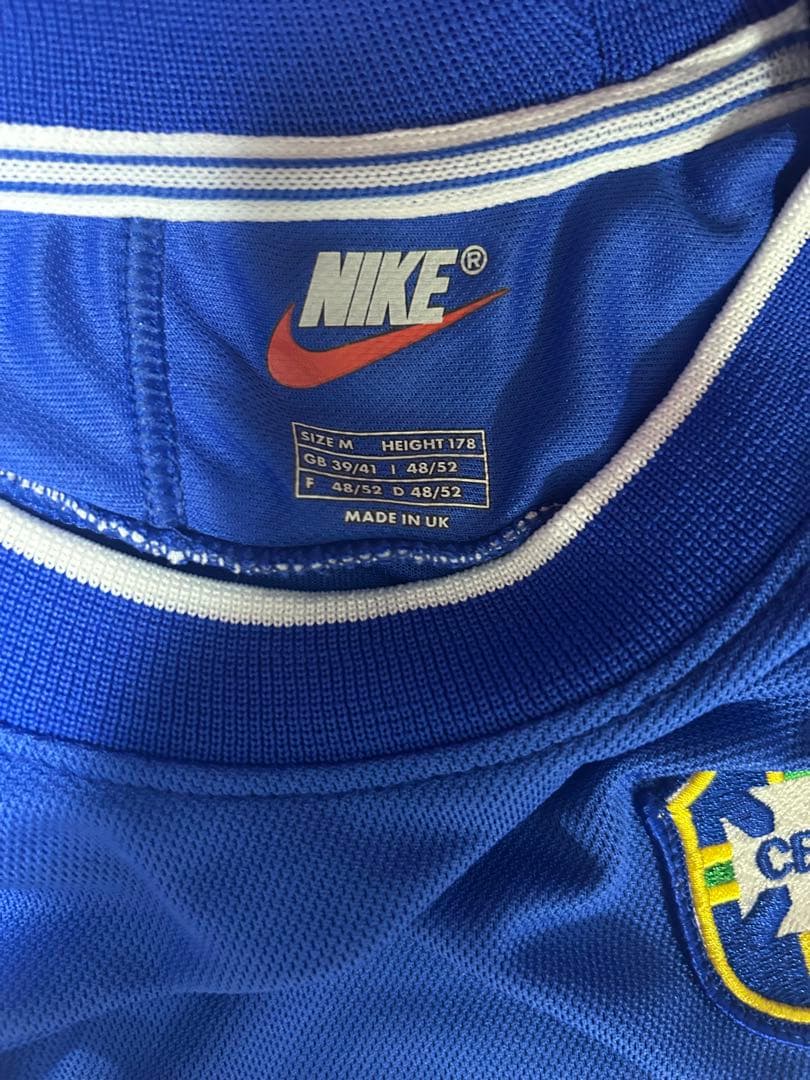 NIKE®
SIZE M HEIGHT 178
GB 39/41 I 48/52
F 48/52 D 48/52
MADE IN UK